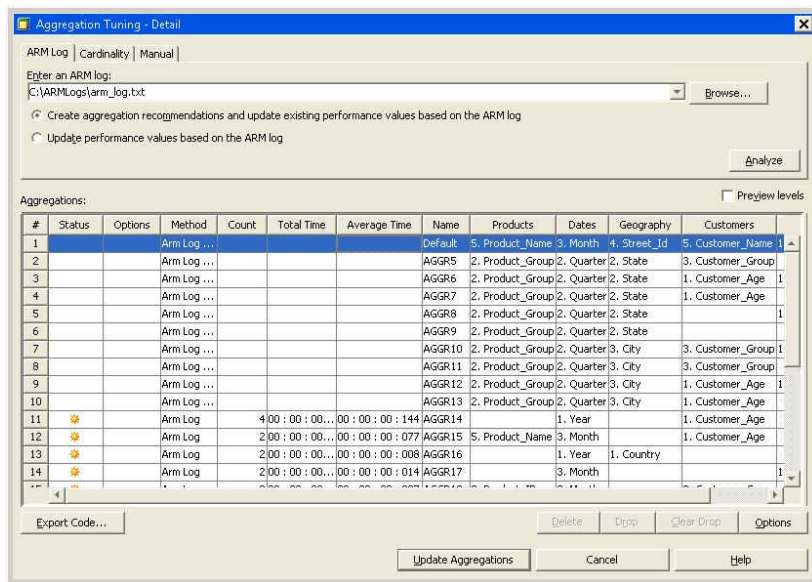 Aggregation Tuning - Detail
ARM Log Cardinality Manual
Enter an ARM log:
C:\ARMLogs\arm_log.txt Browse...
Create aggregation recommendations and update existing performance values based on the ARM log
Update performance values based on the ARM log
Analyze
Aggregations: Preview levels
# Status Options Method Count Total Time Average Time Name Products Dates Geography Customers
1 Arm Log ... Default 5. Product_Name 3. Month 4. Street_Id 5. Customer_Name 1
2 Arm Log ... AGGR5 2. Product_Group 2. Quarter 2. State 3. Customer_Group
3 Arm Log ... AGGR6 2. Product_Group 2. Quarter 2. State 1. Customer_Age 1
4 Arm Log ... AGGR7 2. Product_Group 2. Quarter 2. State 1. Customer_Age
5 Arm Log ... AGGR8 2. Product_Group 2. Quarter 2. State 1
6 Arm Log ... AGGR9 2. Product_Group 2. Quarter 2. State
7 Arm Log ... AGGR10 2. Product_Group 2. Quarter 3. City 3. Customer_Group 1
8 Arm Log ... AGGR11 2. Product_Group 2. Quarter 3. City 3. Customer_Group
9 Arm Log ... AGGR12 2. Product_Group 2. Quarter 3. City 1. Customer_Age 1
10 Arm Log ... AGGR13 2. Product_Group 2. Quarter 3. City 1. Customer_Age
11 Arm Log 4 00 : 00 : 00... 00 : 00 : 00 : 144 AGGR14 1. Year 1. Customer_Age
12 Arm Log 2 00 : 00 : 00... 00 : 00 : 00 : 077 AGGR15 5. Product_Name 3. Month 1. Customer_Age
13 Arm Log 2 00 : 00 : 00... 00 : 00 : 00 : 008 AGGR16 1. Year 1. Country
14 Arm Log 2 00 : 00 : 00... 00 : 00 : 00 : 014 AGGR17 3. Month 1
Export Code... Delete Drop Clear Drop Options
Update Aggregations Cancel Help